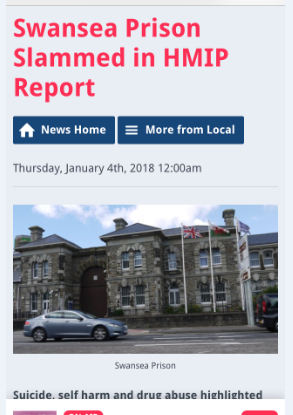 Swansea Prison
Slammed in HMIP
Report
News Home
More from Local
Thursday, January 4th, 2018 12:00am
Swansea Prison
Suicide, self harm and drug abuse highlighted